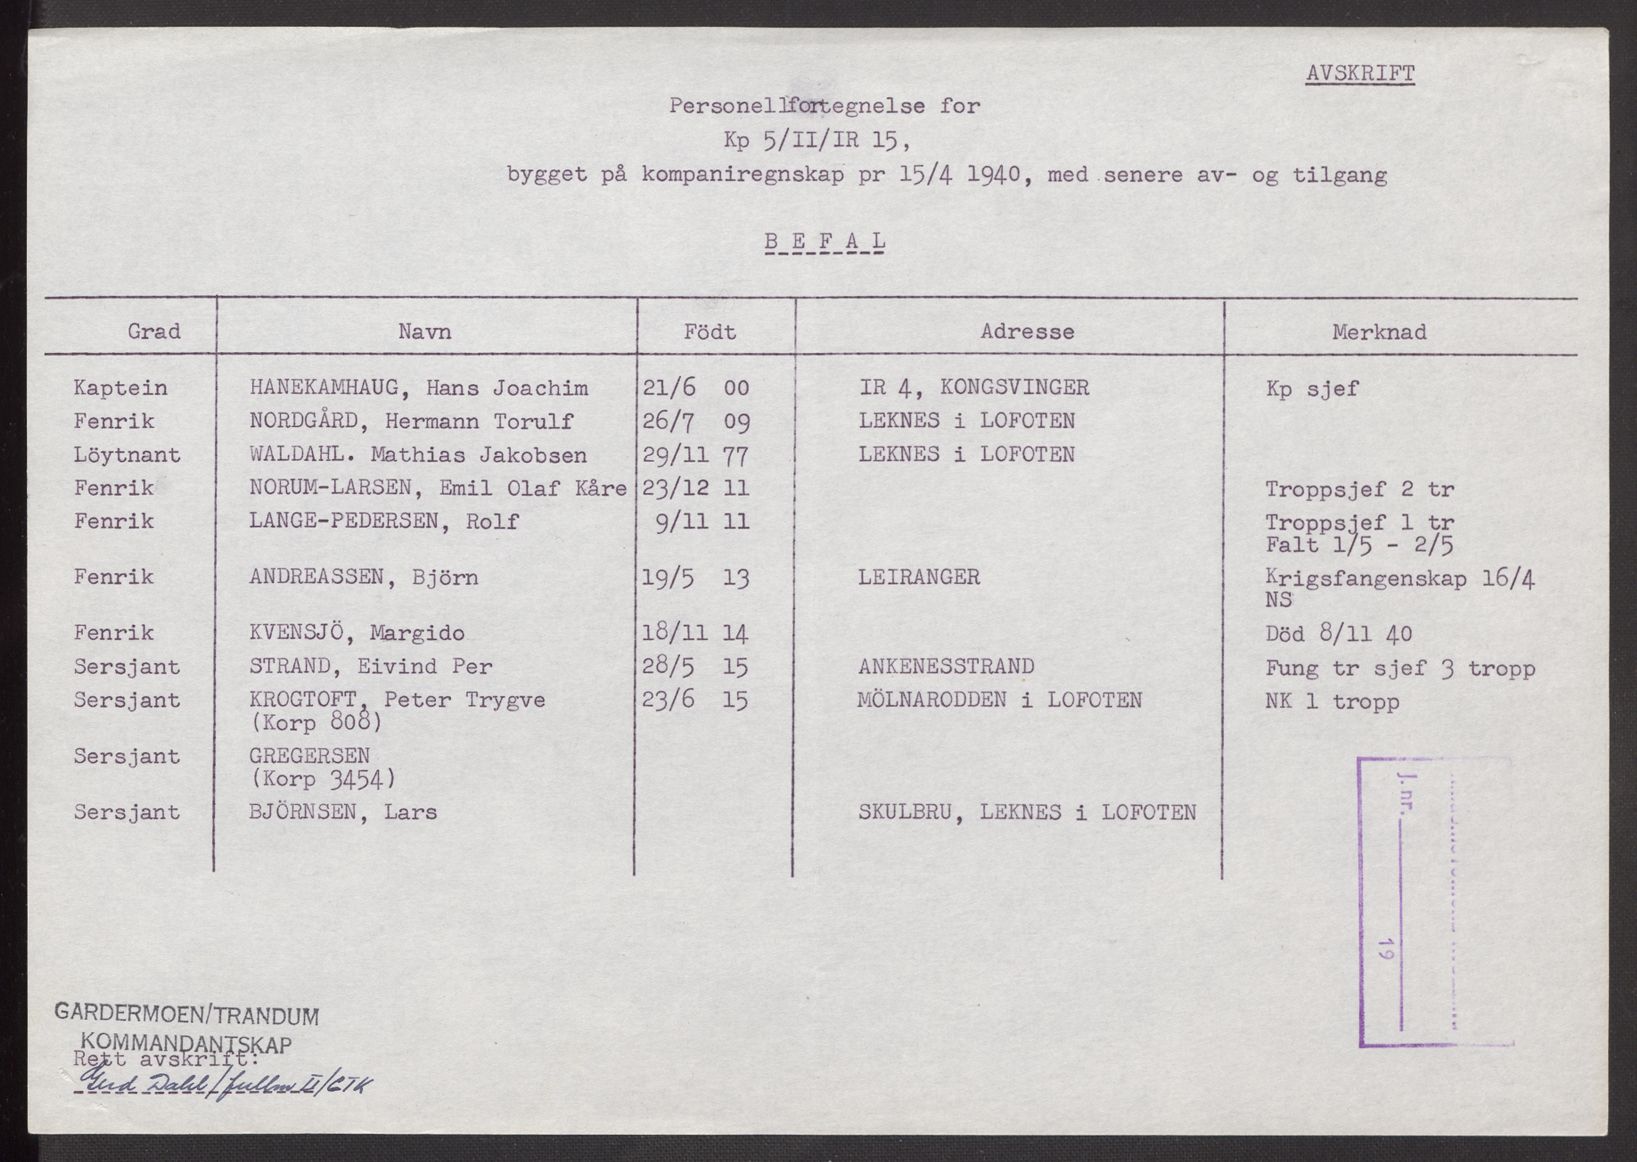 AVSKRIFT
Personellfortegnelse for
Kp 5/II/IR 15,
bygget på kompaniregnskap pr 15/4 1940, med senere av- og tilgang
B E F A L
Grad Navn Födt Adresse Merknad
Kaptein HANEKAMHAUG, Hans Joachim 21/6 00 IR 4, KONGSVINGER Kp sjef
Fenrik NORDGÅRD, Hermann Torulf 26/7 09 LEKNES i LOFOTEN
Löytnant WALDAHL. Mathias Jakobsen 29/11 77 LEKNES i LOFOTEN
Fenrik NORUM-LARSEN, Emil Olaf Kåre 23/12 11 Troppsjef 2 tr
Fenrik LANGE-PEDERSEN, Rolf 9/11 11 Troppsjef 1 tr
Falt 1/5 - 2/5
Fenrik ANDREASSEN, Björn 19/5 13 LEIRANGER Krigsfangenskap 16/4
NS
Fenrik KVENSJÖ, Margido 18/11 14 Död 8/11 40
Sersjant STRAND, Eivind Per 28/5 15 ANKENESSTRAND Fung tr sjef 3 tropp
Sersjant KROGTOFT, Peter Trygve 23/6 15 MÖLNARODDEN i LOFOTEN NK 1 tropp
(Korp 808)
Sersjant GREGERSEN
(Korp 3454)
Sersjant BJÖRNSEN, Lars SKULBRU, LEKNES i LOFOTEN
J. nr.
19
GARDERMOEN/TRANDUM
KOMMANDANTSKAP
Rett avskrift:
Gerd Dahl/fullm II/GTK